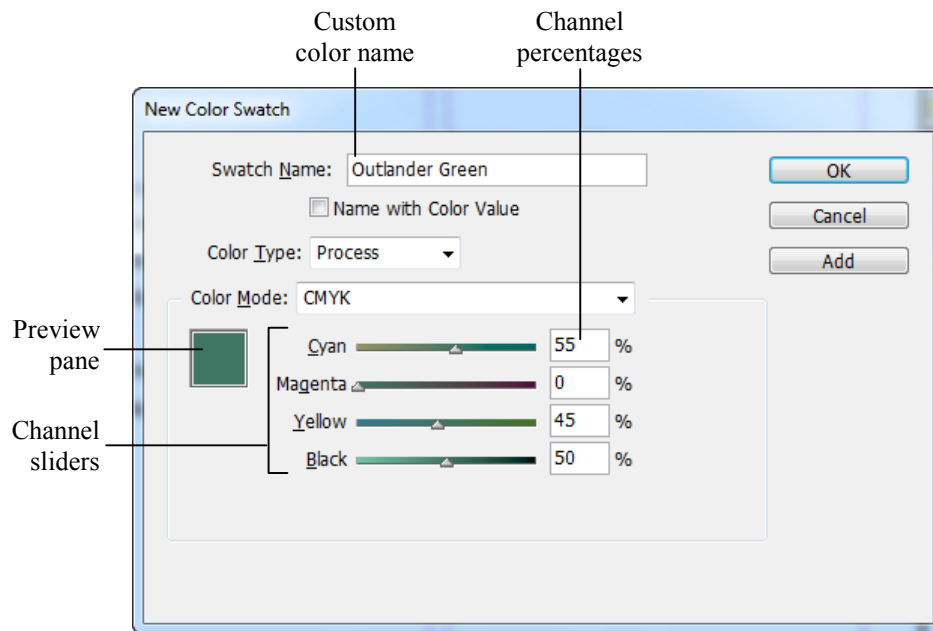 Custom
color name
Channel
percentages
New Color Swatch
Swatch Name: Outlander Green
OK
Name with Color Value
Cancel
Color Type: Process
Add
Color Mode: CMYK
Preview
pane
Cyan 55 %
Magenta 0 %
Channel
sliders
Yellow 45 %
Black 50 %